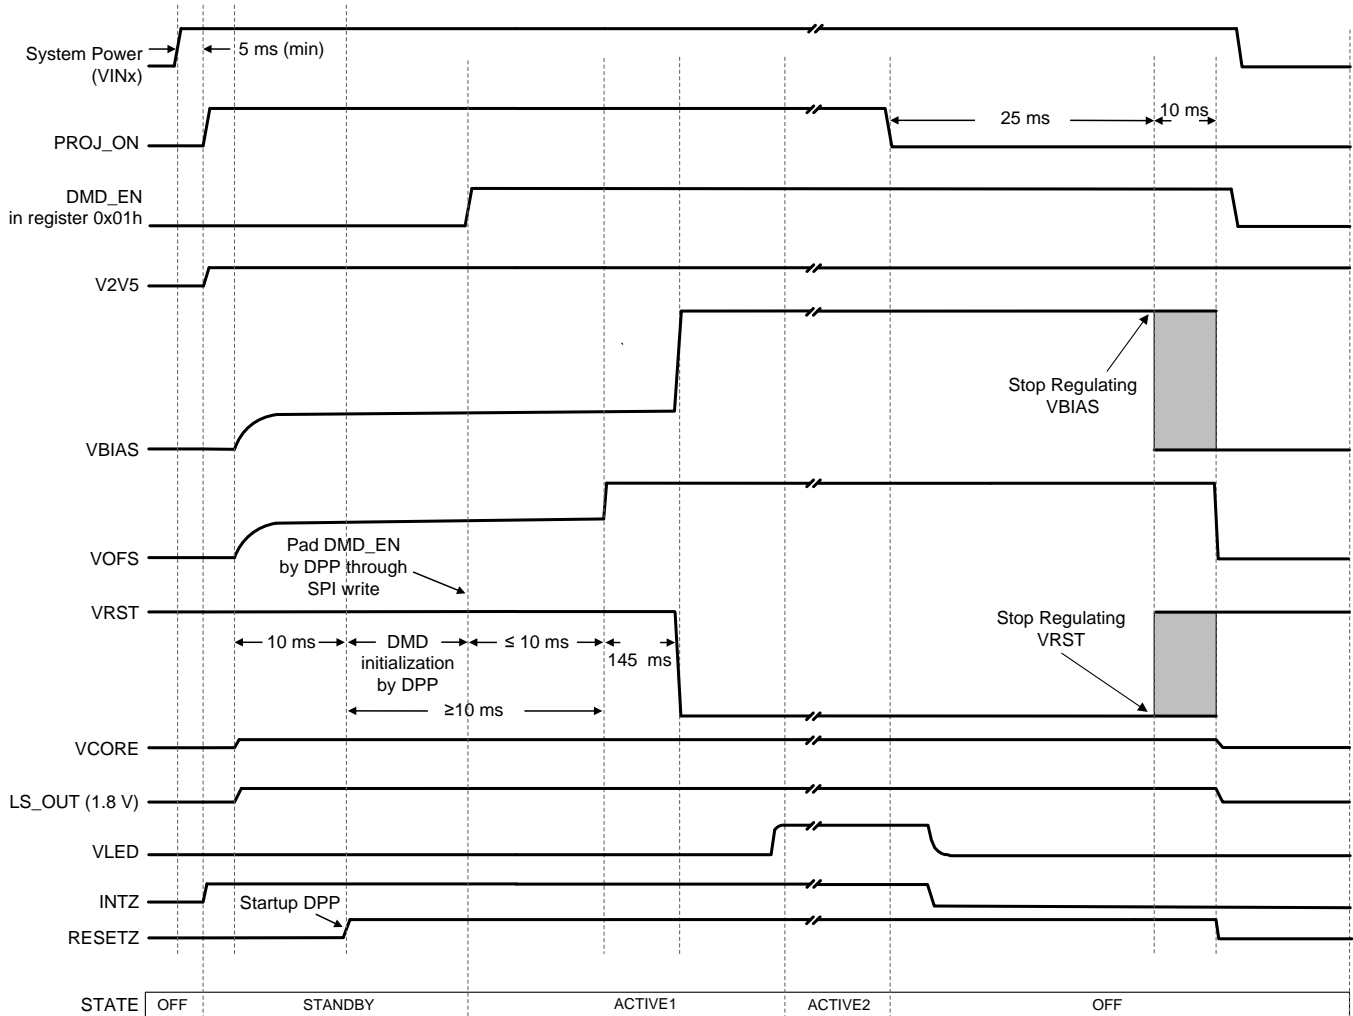 System Power
(VINx)
5 ms (min)
PROJ_ON
25 ms
10 ms
DMD_EN
in register 0x01h
V2V5
Stop Regulating
VBIAS
VBIAS
VOFS
Pad DMD_EN
by DPP through
SPI write
VRST
Stop Regulating
VRST
10 ms
DMD
initialization
by DPP
≤ 10 ms
145 ms
≥10 ms
VCORE
LS_OUT (1.8 V)
VLED
INTZ
Startup DPP
RESETZ
STATE
OFF
STANDBY
ACTIVE1
ACTIVE2
OFF